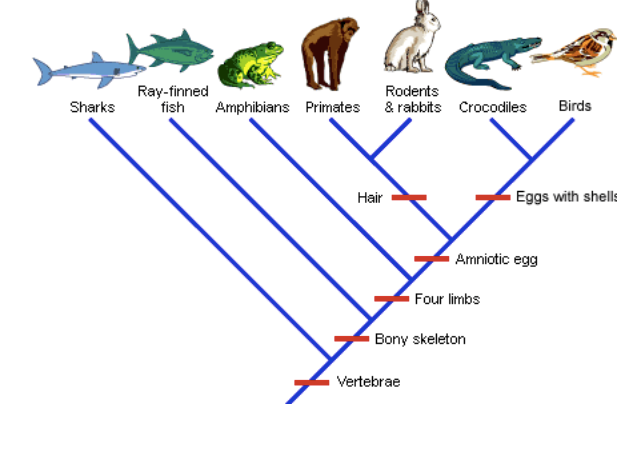 Sharks
Ray-finned
fish
Amphibians
Primates
Rodents
& rabbits
Crocodiles
Birds
Hair
Eggs with shells
Amniotic egg
Four limbs
Bony skeleton
Vertebrae